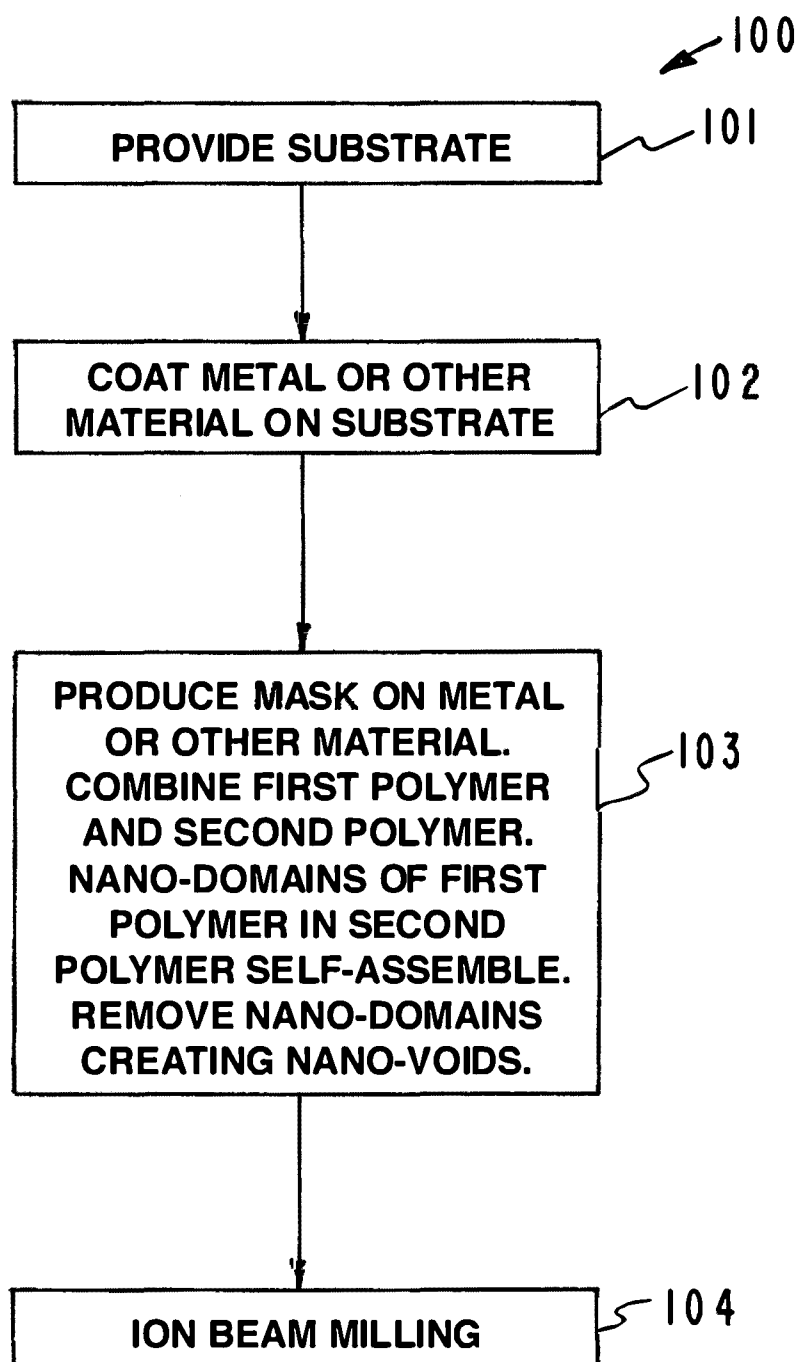 100
PROVIDE SUBSTRATE
101
COAT METAL OR OTHER
MATERIAL ON SUBSTRATE
102
PRODUCE MASK ON METAL
OR OTHER MATERIAL.
COMBINE FIRST POLYMER
AND SECOND POLYMER.
NANO-DOMAINS OF FIRST
POLYMER IN SECOND
POLYMER SELF-ASSEMBLE.
REMOVE NANO-DOMAINS
CREATING NANO-VOIDS.
103
ION BEAM MILLING
104